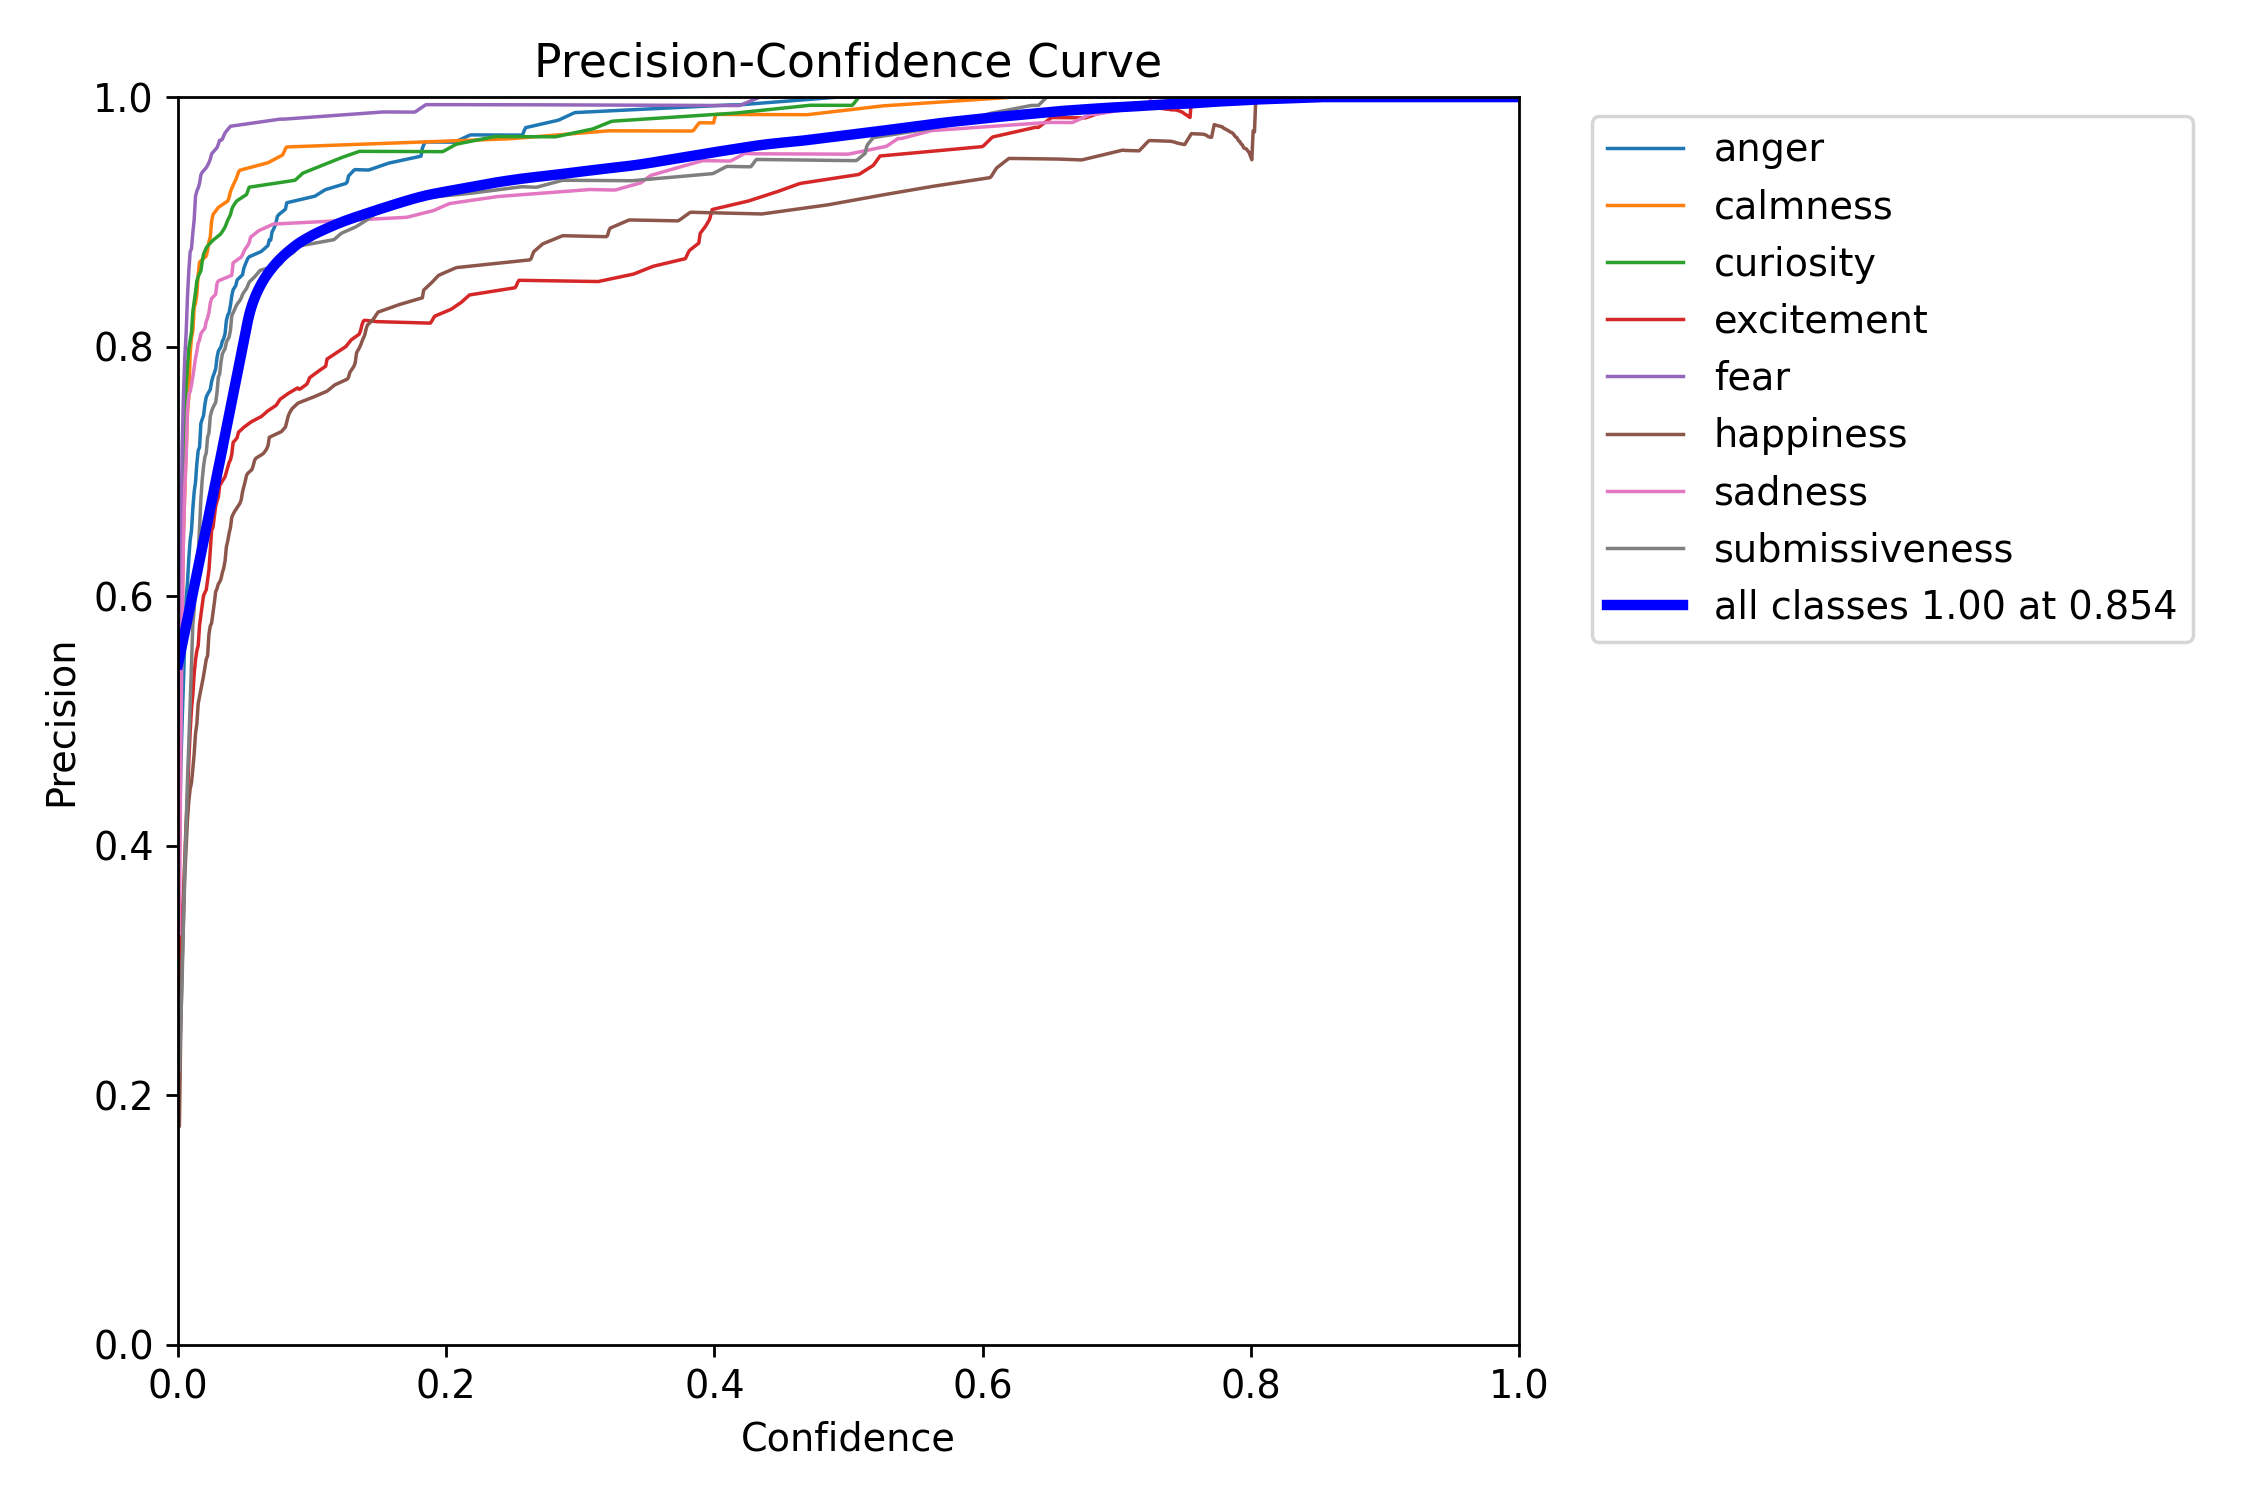 Precision-Confidence Curve
1.0
0.8
0.6
0.4
0.2
0.0
Precision
0.0 0.2 0.4 0.6 0.8 1.0
Confidence
anger
calmness
curiosity
excitement
fear
happiness
sadness
submissiveness
all classes 1.00 at 0.854